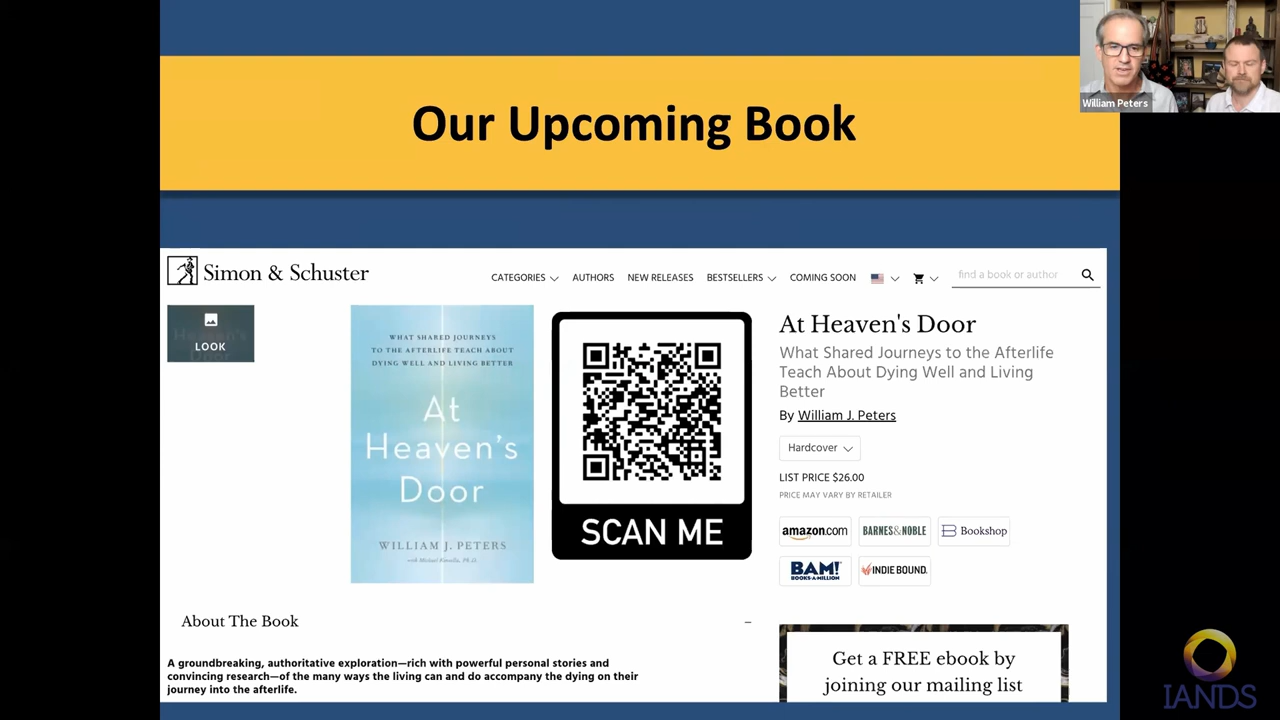 Our Upcoming Book
William Peters
Simon & Schuster
CATEGORIES
AUTHORS
NEW RELEASES
BESTSELLERS
COMING SOON
find a book or author
LOOK
WHAT SHARED JOURNEYS
TO THE AFTERLIFE TEACH ABOUT
DYING WELL AND LIVING BETTER
At
Heaven's
Door
WILLIAM J. PETERS
SCAN ME
At Heaven's Door
What Shared Journeys to the Afterlife
Teach About Dying Well and Living
Better
By William J. Peters
Hardcover
LIST PRICE $26.00
PRICE MAY VARY BY RETAILER
amazon.com
BARNES&NOBLE
Bookshop
BAM!
BOOKS-A-MILLION
INDIE BOUND
About The Book
A groundbreaking, authoritative exploration—rich with powerful personal stories and
convincing research—of the many ways the living can and do accompany the dying on their
journey into the afterlife.
Get a FREE ebook by
joining our mailing list
IANDS